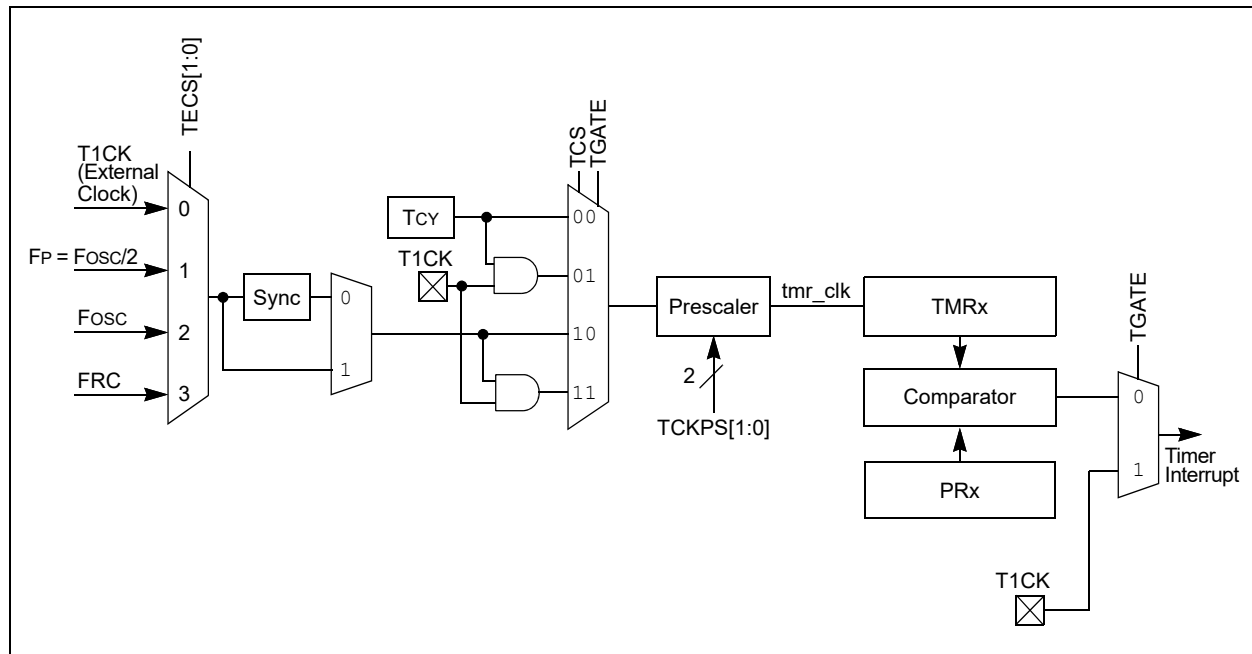 TECS[1:0]
T1CK
(External
Clock)
0
FP = FOSC/2
1
FOSC
2
FRC
3
Sync
0
1
TCS
TGATE
TCY
T1CK
00
01
10
11
Prescaler
2
TCKPS[1:0]
tmr_clk
TMRx
Comparator
PRx
TGATE
0
1
Timer
Interrupt
T1CK